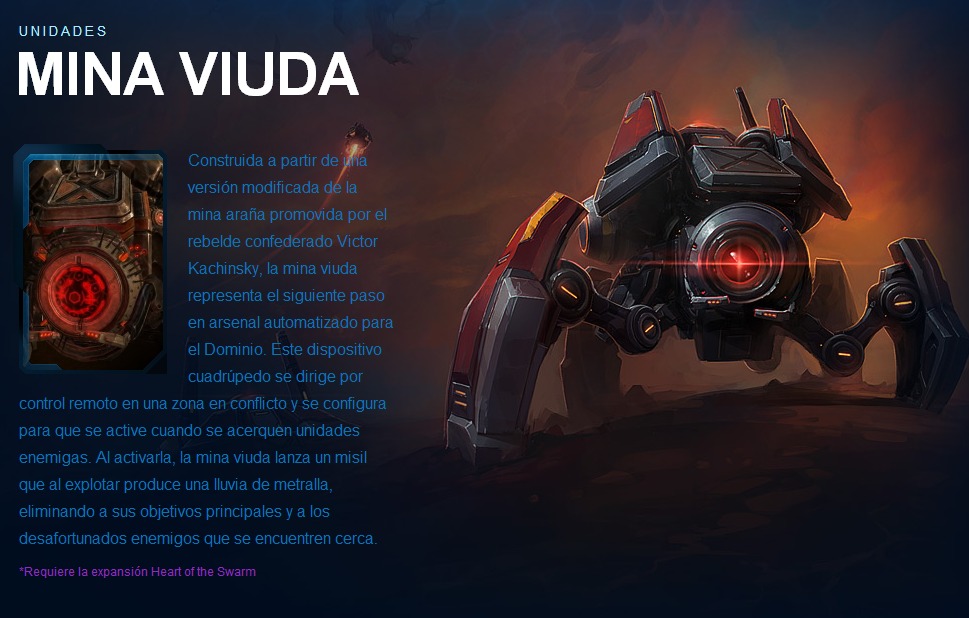 UNIDADES
MINA VIUDA
Construida a partir de una
versión modificada de la
mina araña promovida por el
rebelde confederado Victor
Kachinsky, la mina viuda
representa el siguiente paso
en arsenal automatizado para
el Dominio. Este dispositivo
cuadrúpedo se dirige por
control remoto en una zona en conflicto y se configura
para que se active cuando se acerquen unidades
enemigas. Al activarla, la mina viuda lanza un misil
que al explotar produce una lluvia de metralla,
eliminando a sus objetivos principales y a los
desafortunados enemigos que se encuentren cerca.
*Requiere la expansión Heart of the Swarm